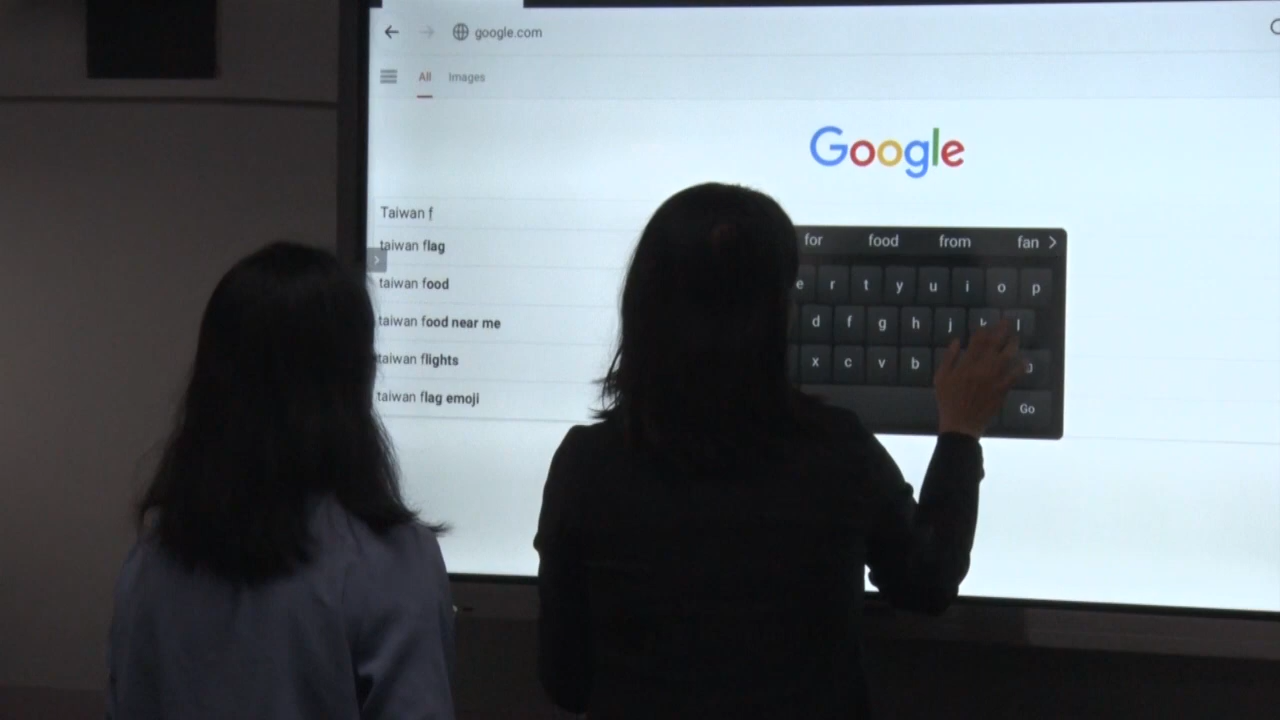 google.com
All Images
Google
Taiwan f
taiwan flag
taiwan food
taiwan food near me
taiwan flights
taiwan flag emoji
for food from fan
e r t y u i o p
d f g h j k l
x c v b
Go